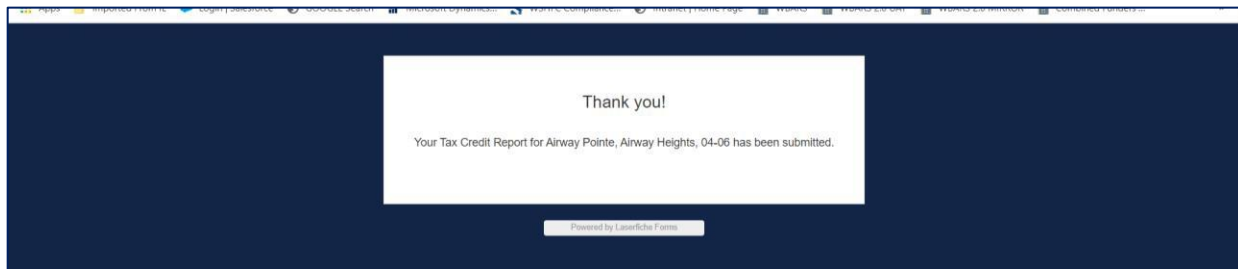 Apps Imported From IE Login | Salesforce GOOGLE Search Microsoft Dynamics... WSHFC Compliance... Intranet | Home Page WBARS WBARS 2.0 UAT WBARS 2.0 MIRROR Combined Funders ...
Thank you!
Your Tax Credit Report for Airway Pointe, Airway Heights, 04-06 has been submitted.
Powered by Laserfiche Forms